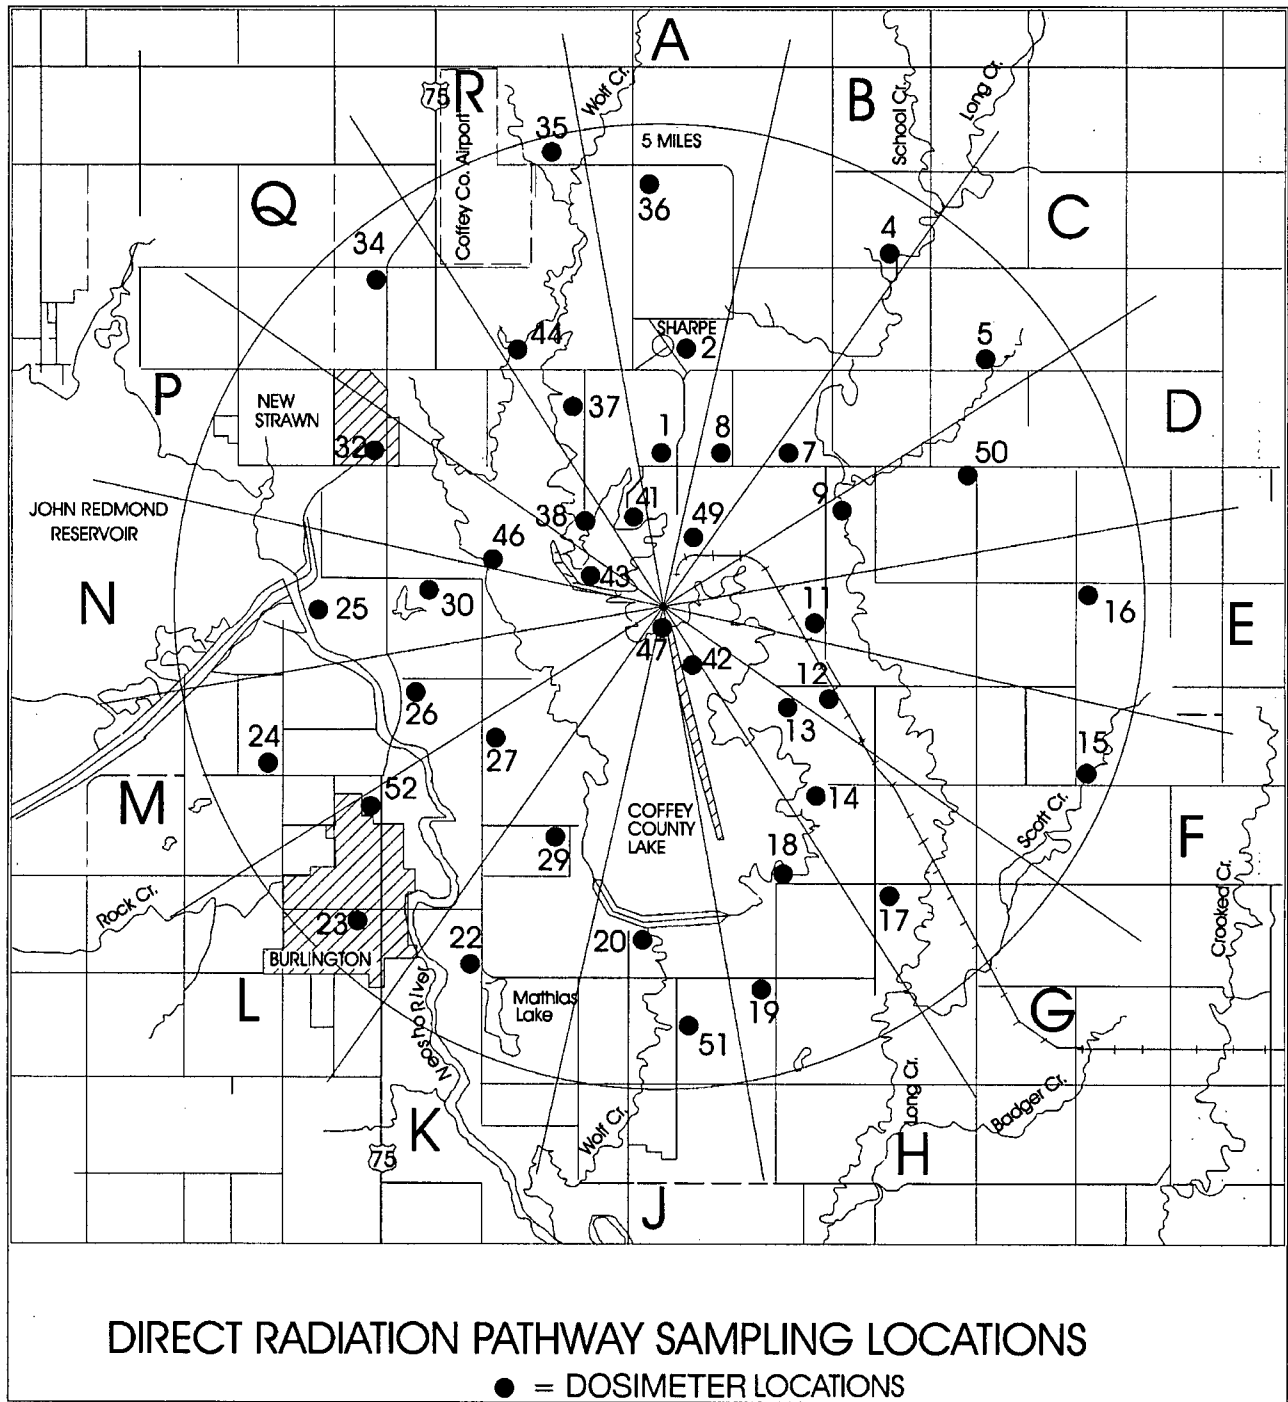 A
B
School Cr.
Long Cr.
R
75
Wolf Cr.
Coffey Co. Airport
35
5 MILES
36
Q
C
34
4
44
SHARPE
2
5
P
NEW
STRAWN
37
D
1
8
7
32
50
JOHN REDMOND
RESERVOIR
38
41
49
9
46
43
N
25
30
11
16
E
47
42
12
26
13
24
27
15
M
52
14
COFFEY
COUNTY
LAKE
Scott Cr.
F
29
18
Rock Cr.
23
17
Crooked Cr.
BURLINGTON
22
20
L
Neosho River
Mathias
Lake
19
G
51
Long Cr.
Badger Cr.
K
Wolf Cr.
75
H
J
DIRECT RADIATION PATHWAY SAMPLING LOCATIONS
= DOSIMETER LOCATIONS